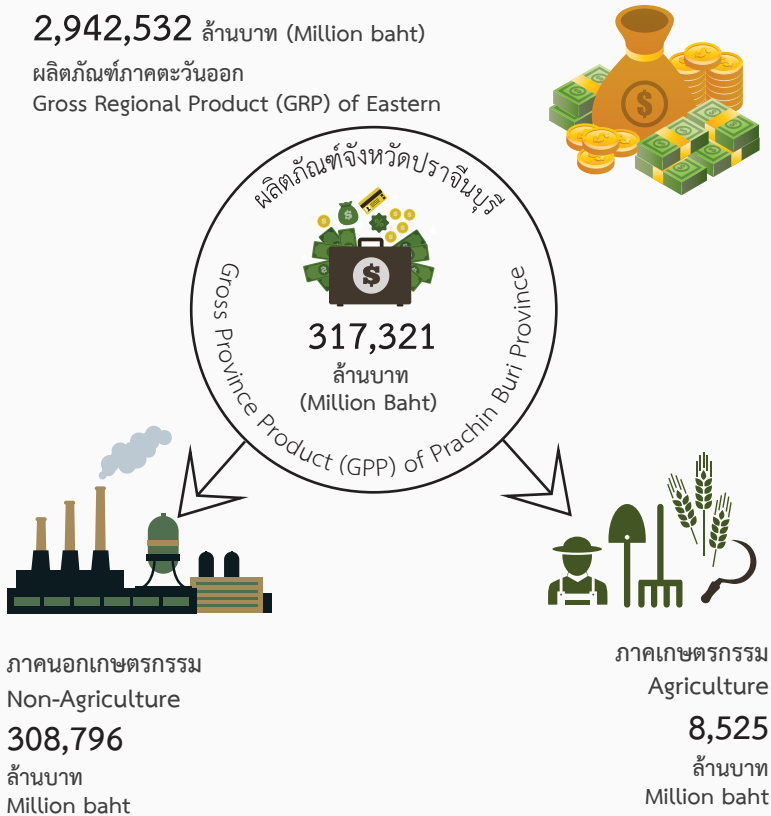 2,942,532 ล้านบาท (Million baht)
ผลิตภัณฑ์ภาคตะวันออก
Gross Regional Product (GRP) of Eastern
$
ผลิตภัณฑ์จังหวัดปราจีนบุรี
$
$
317,321
ล้านบาท
(Million Baht)
Gross Province Product (GPP) of Prachin Buri Province
ภาคนอกเกษตรกรรม
Non-Agriculture
308,796
ล้านบาท
Million baht
ภาคเกษตรกรรม
Agriculture
8,525
ล้านบาท
Million baht